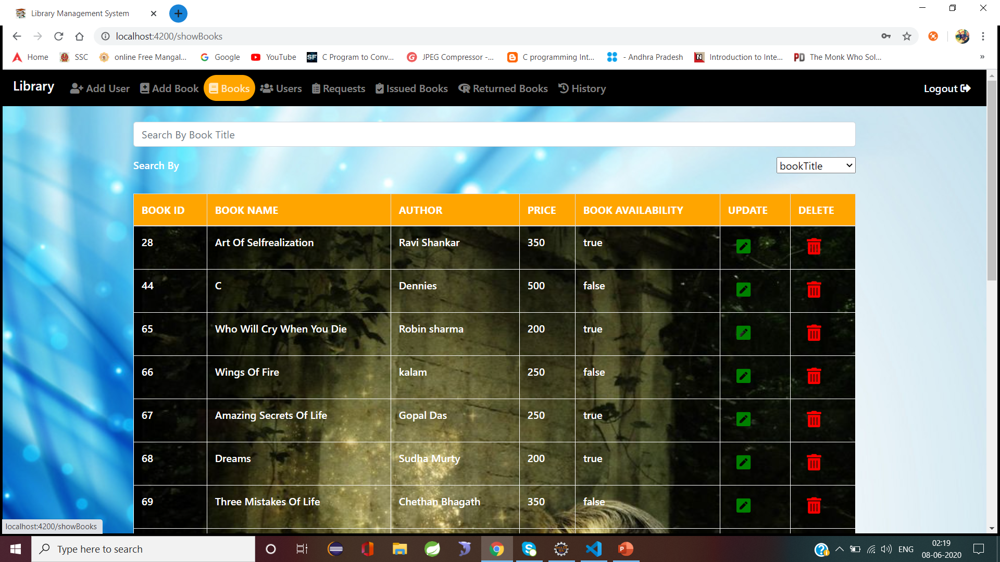 Library Management System
localhost:4200/showBooks
Home SSC online Free Mangal... Google YouTube SF C Program to Conv... G JPEG Compressor -... C programming Int... - Andhra Pradesh N Introduction to Inte... PD The Monk Who Sol... »
Library Add User Add Book Books Users Requests Issued Books Returned Books History Logout
Search By Book Title
Search By bookTitle
BOOK ID BOOK NAME AUTHOR PRICE BOOK AVAILABILITY UPDATE DELETE
28 Art Of Selfrealization Ravi Shankar 350 true
44 C Dennies 500 false
65 Who Will Cry When You Die Robin sharma 200 true
66 Wings Of Fire kalam 250 false
67 Amazing Secrets Of Life Gopal Das 250 true
68 Dreams Sudha Murty 200 true
69 Three Mistakes Of Life Chethan Bhagath 350 false
localhost:4200/showBooks
Type here to search
ENG
02:19
08-06-2020